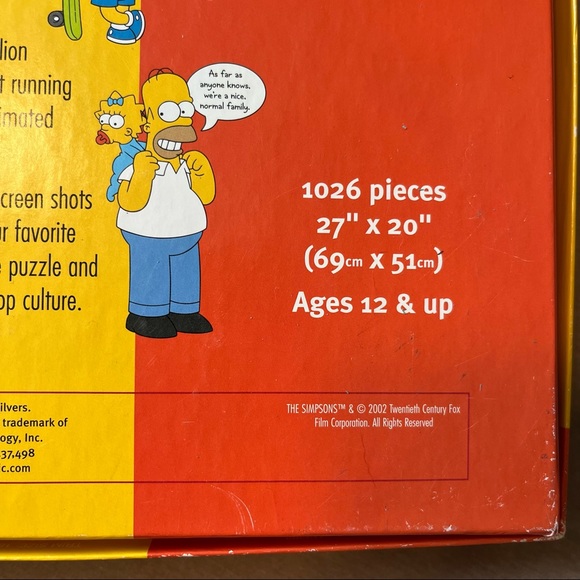 lion
t running
imated
creen shots
ur favorite
e puzzle and
op culture.
As far as
anyone knows,
we're a nice,
normal family.
1026 pieces
27" x 20"
(69cm x 51cm)
Ages 12 & up
ilvers.
trademark of
ogy, Inc.
37,498
ic.com
THE SIMPSONS™ & © 2002 Twentieth Century Fox
Film Corporation. All Rights Reserved